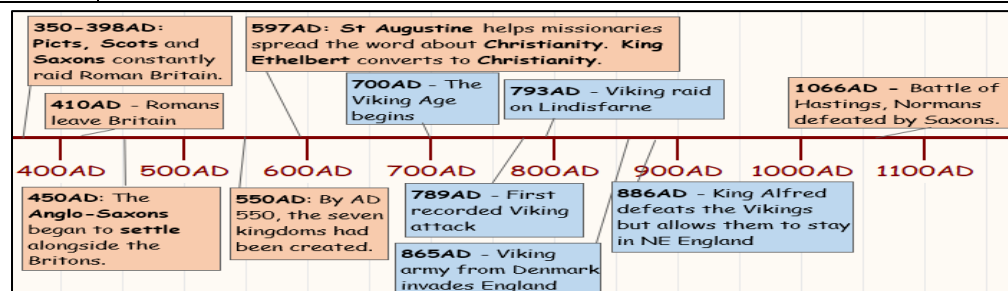 350-398AD:
Picts, Scots and
Saxons constantly
raid Roman Britain.
410AD - Romans
leave Britain
597AD: St Augustine helps missionaries
spread the word about Christianity. King
Ethelbert converts to Christianity.
700AD - The
Viking Age
begins
793AD - Viking raid
on Lindisfarne
1066AD - Battle of
Hastings, Normans
defeated by Saxons.
400AD 500AD 600AD 700AD 800AD 900AD 1000AD 1100AD
450AD: The
Anglo-Saxons
began to settle
alongside the
Britons.
550AD: By AD
550, the seven
kingdoms had
been created.
789AD - First
recorded Viking
attack
865AD - Viking
army from Denmark
invades England
886AD - King Alfred
defeats the Vikings
but allows them to stay
in NE England